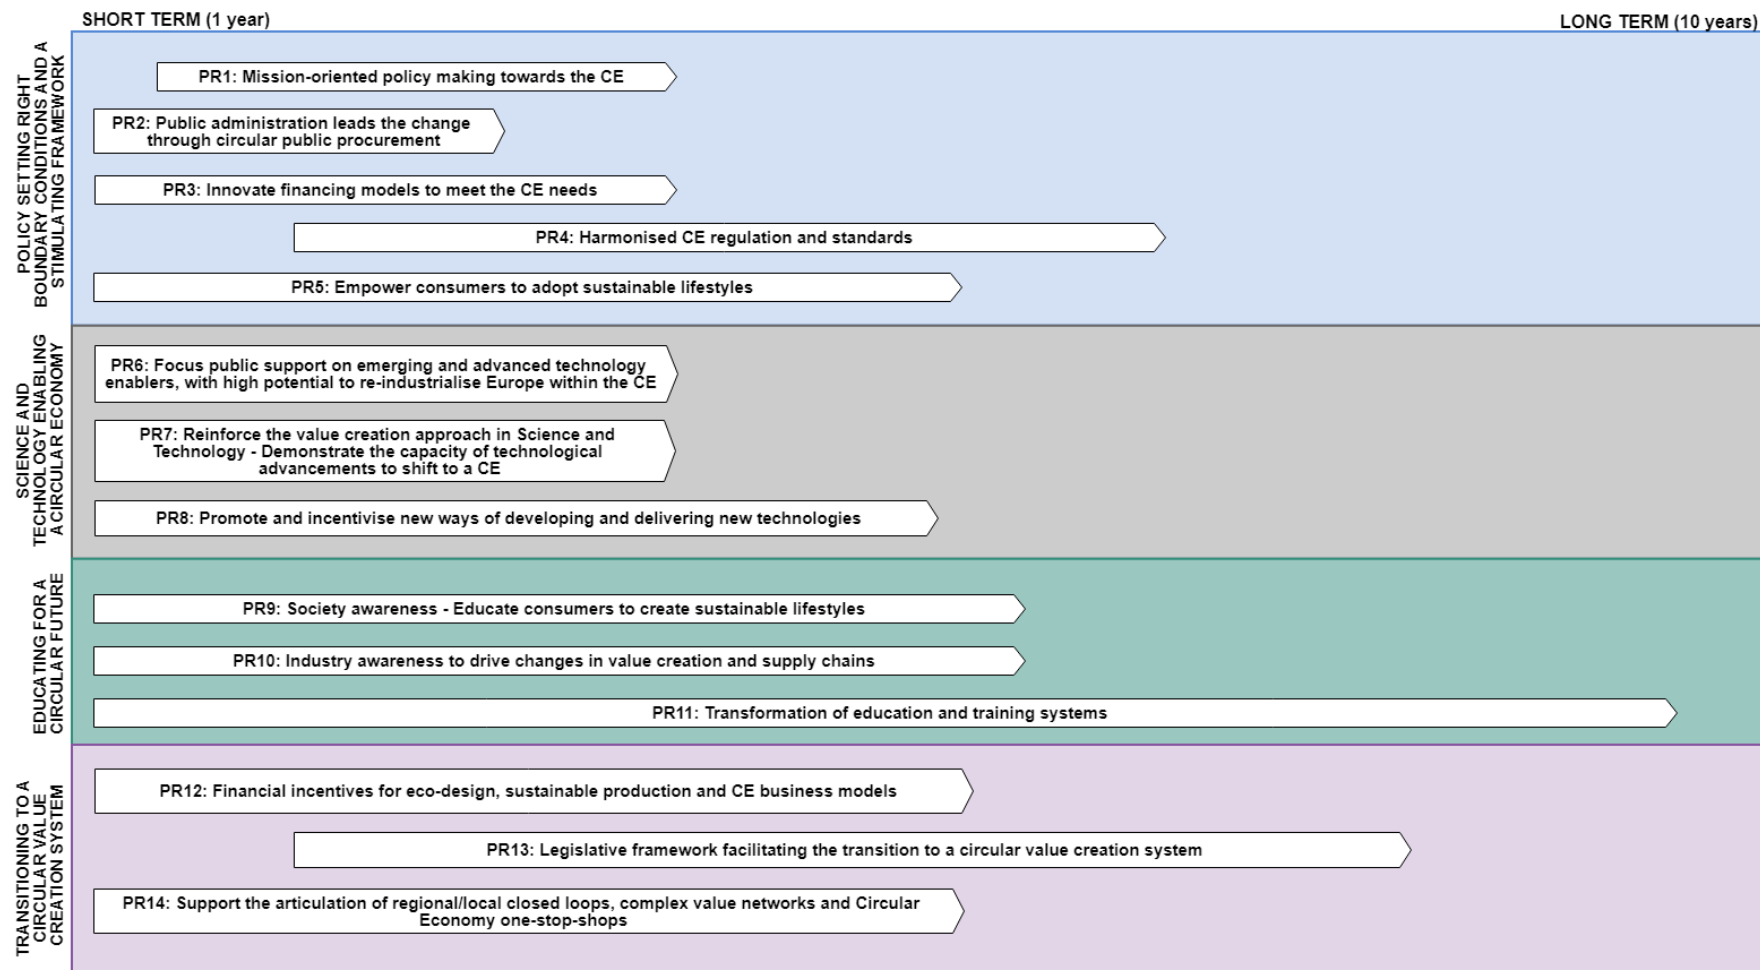 SHORT TERM (1 year)
LONG TERM (10 years)
POLICY SETTING RIGHT
BOUNDARY CONDITIONS AND A
STIMULATING FRAMEWORK
PR1: Mission-oriented policy making towards the CE
PR2: Public administration leads the change
through circular public procurement
PR3: Innovate financing models to meet the CE needs
PR4: Harmonised CE regulation and standards
PR5: Empower consumers to adopt sustainable lifestyles
SCIENCE AND
TECHNOLOGY ENABLING
A CIRCULAR ECONOMY
PR6: Focus public support on emerging and advanced technology
enablers, with high potential to re-industrialise Europe within the CE
PR7: Reinforce the value creation approach in Science and
Technology - Demonstrate the capacity of technological
advancements to shift to a CE
PR8: Promote and incentivise new ways of developing and delivering new technologies
EDUCATING FOR A
CIRCULAR FUTURE
PR9: Society awareness - Educate consumers to create sustainable lifestyles
PR10: Industry awareness to drive changes in value creation and supply chains
PR11: Transformation of education and training systems
TRANSITIONING TO A
CIRCULAR VALUE
CREATION SYSTEM
PR12: Financial incentives for eco-design, sustainable production and CE business models
PR13: Legislative framework facilitating the transition to a circular value creation system
PR14: Support the articulation of regional/local closed loops, complex value networks and Circular
Economy one-stop-shops